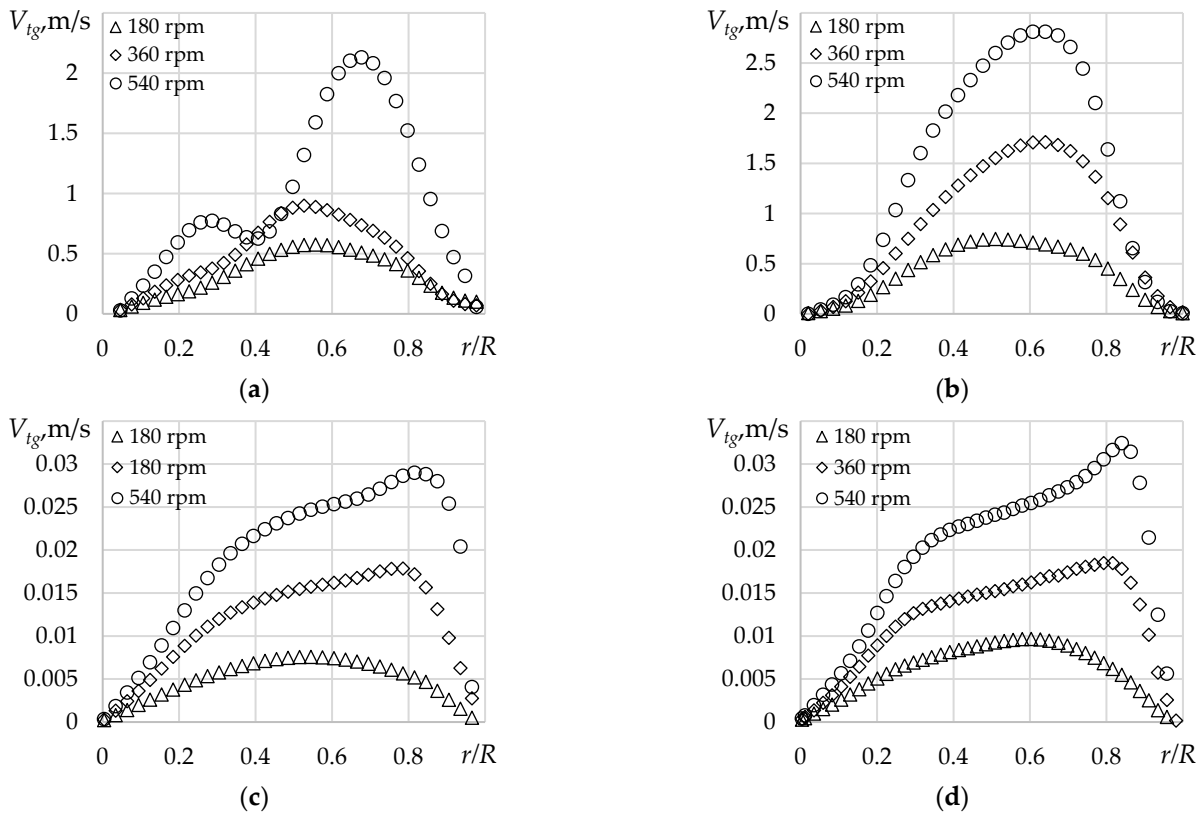 V_tg, m/s
△ 180 rpm
◇ 360 rpm
○ 540 rpm
2
1.5
1
0.5
0
0 0.2 0.4 0.6 0.8 r/R
(a)
V_tg, m/s
△ 180 rpm
◇ 360 rpm
○ 540 rpm
2.5
2
1.5
1
0.5
0
0 0.2 0.4 0.6 0.8 r/R
(b)
V_tg, m/s
△ 180 rpm
◇ 180 rpm
○ 540 rpm
0.03
0.025
0.02
0.015
0.01
0.005
0
0 0.2 0.4 0.6 0.8 r/R
(c)
V_tg, m/s
△ 180 rpm
◇ 360 rpm
○ 540 rpm
0.03
0.025
0.02
0.015
0.01
0.005
0
0 0.2 0.4 0.6 0.8 r/R
(d)